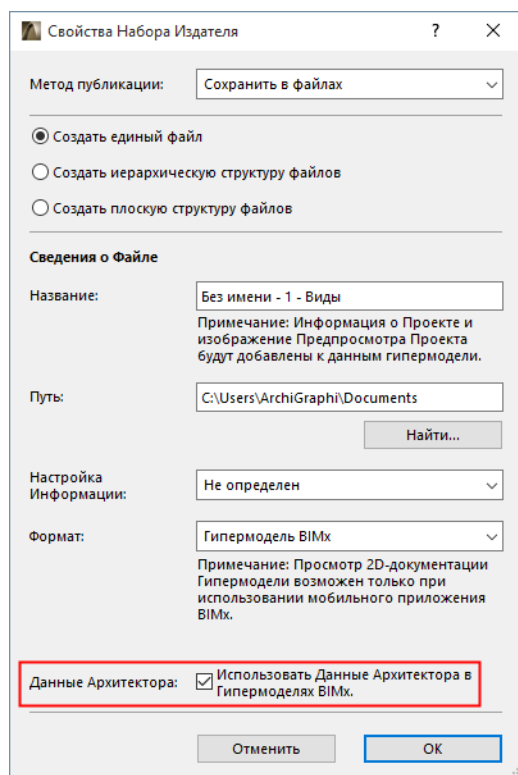 Свойства Набора Издателя
?
Метод публикации:
Сохранить в файлах
Создать единый файл
Создать иерархическую структуру файлов
Создать плоскую структуру файлов
Сведения о Файле
Название:
Без имени - 1 - Виды
Примечание: Информация о Проекте и
изображение Предпросмотра Проекта
будут добавлены к данным гипермодели.
Путь:
C:\Users\ArchiGraphi\Documents
Найти...
Настройка
Информации:
Не определен
Формат:
Гипермодель BIMx
Примечание: Просмотр 2D-документации
Гипермодели возможен только при
использовании мобильного приложения
BIMx.
Данные Архитектора:
Использовать Данные Архитектора в
Гипермоделях BIMx.
Отменить
ОК